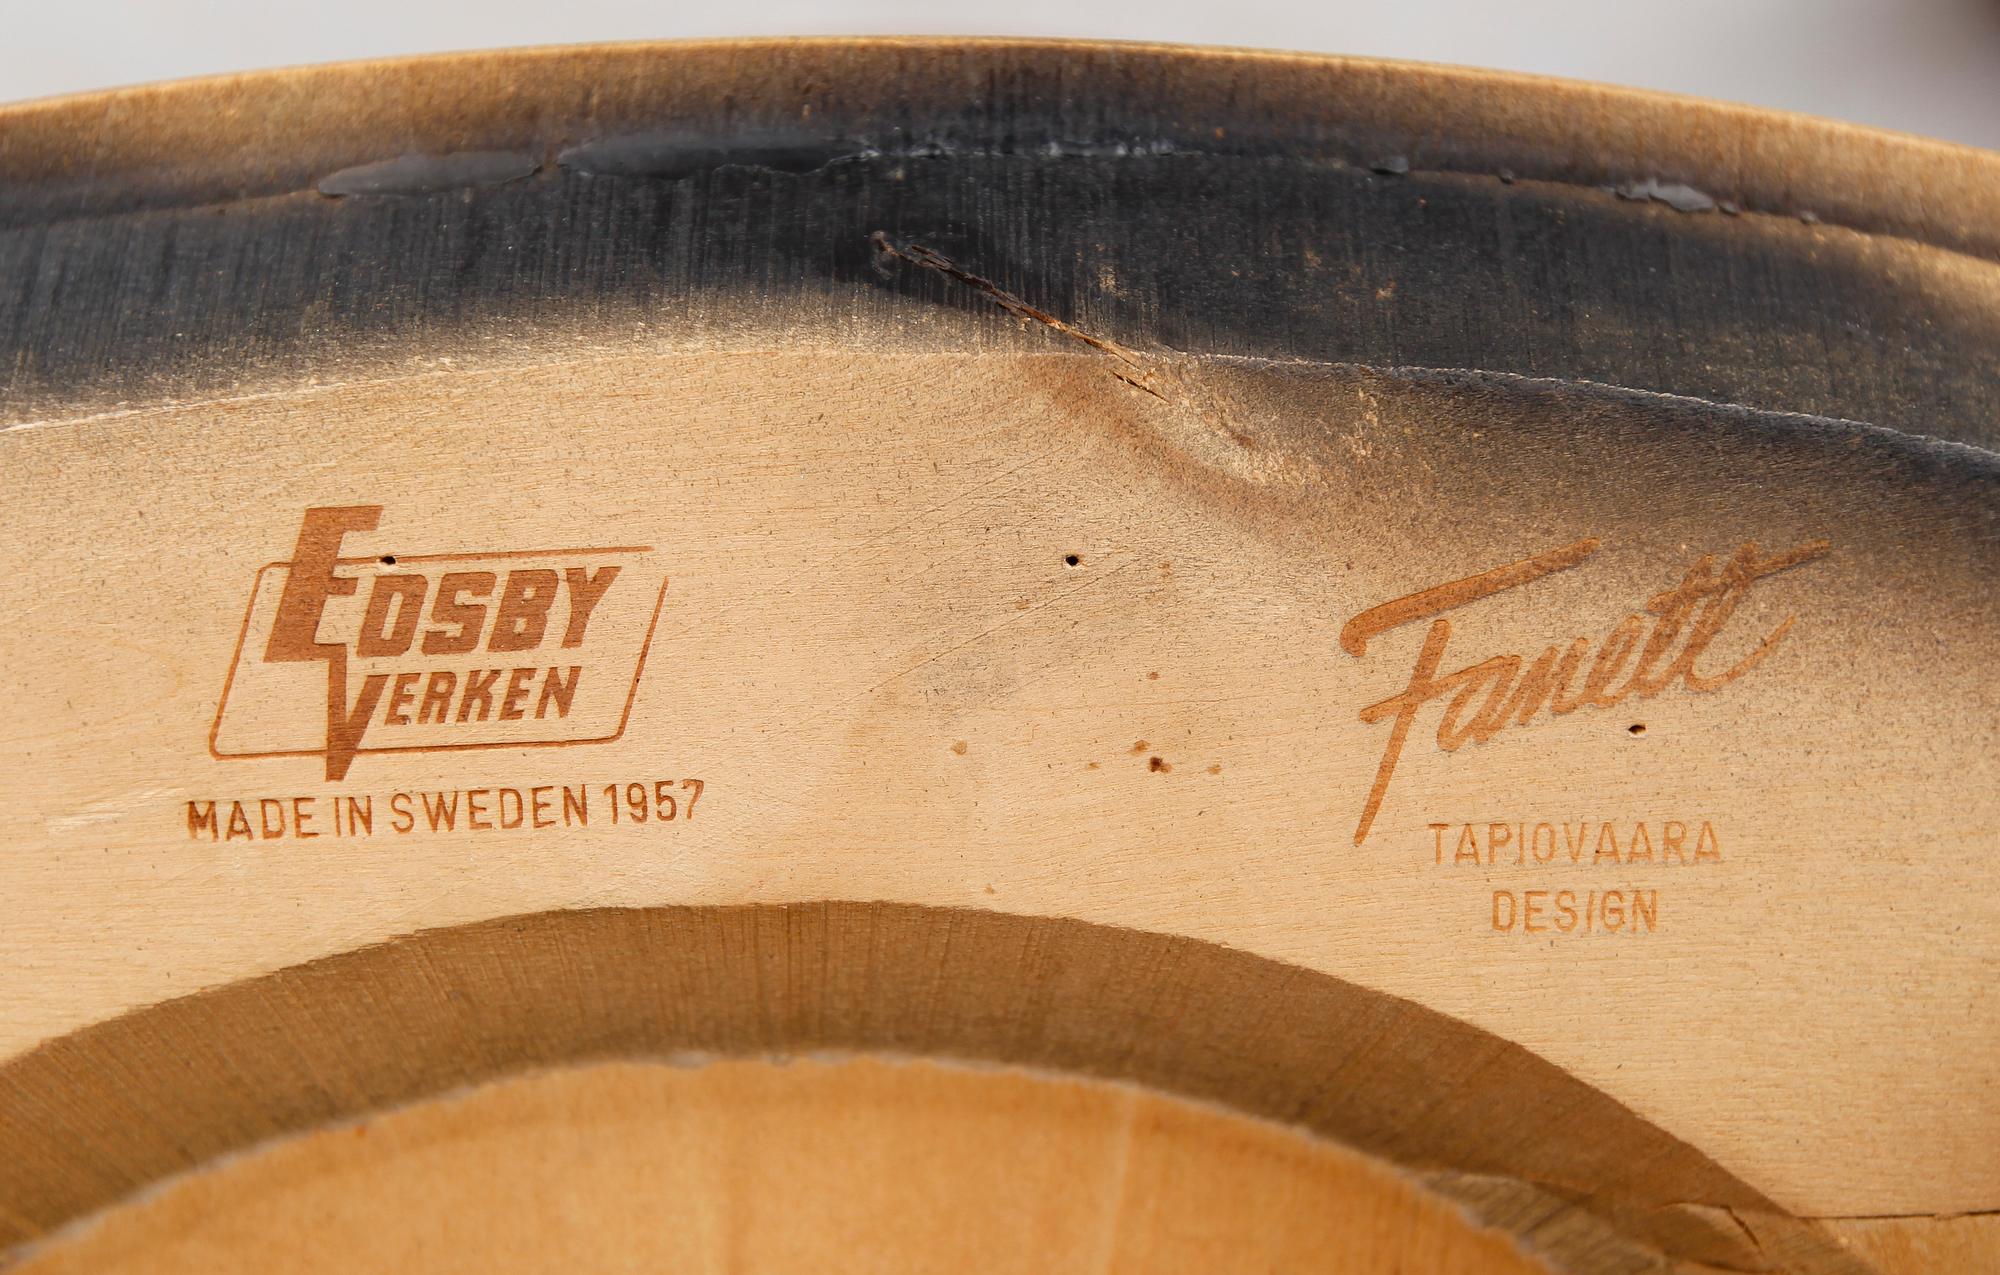 EDSBY
VERKEN
MADE IN SWEDEN 1957
Fanett
TAPIOVAARA
DESIGN